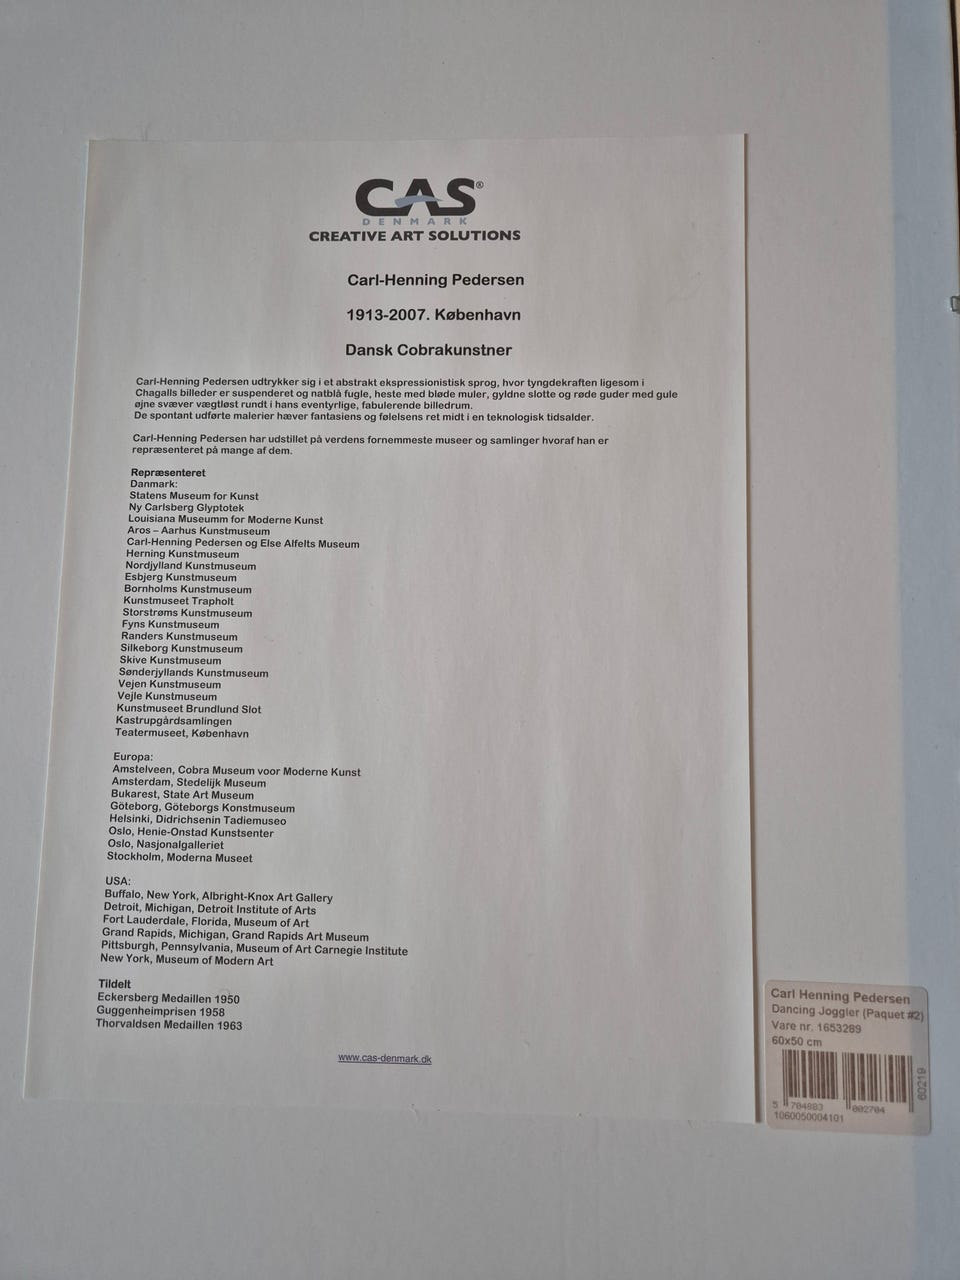 CAS®
DENMARK
CREATIVE ART SOLUTIONS
Carl-Henning Pedersen
1913-2007. København
Dansk Cobrakunstner
Carl-Henning Pedersen udtrykker sig i et abstrakt ekspressionistisk sprog, hvor tyngdekraften ligesom i
Chagalls billeder er suspenderet og natblå fugle, heste med bløde muler, gyldne slotte og røde guder med gule
øjne svæver vægtløst rundt i hans eventyrlige, fabulerende billedrum.
De spontant udførte malerier hæver fantasiens og følelsens ret midt i en teknologisk tidsalder.
Carl-Henning Pedersen har udstillet på verdens fornemmeste museer og samlinger hvoraf han er
repræsenteret på mange af dem.
Repræsenteret
Danmark:
Statens Museum for Kunst
Ny Carlsberg Glyptotek
Louisiana Museumm for Moderne Kunst
Aros – Aarhus Kunstmuseum
Carl-Henning Pedersen og Else Alfelts Museum
Herning Kunstmuseum
Nordjylland Kunstmuseum
Esbjerg Kunstmuseum
Bornholms Kunstmuseum
Kunstmuseet Trapholt
Storstrøms Kunstmuseum
Fyns Kunstmuseum
Randers Kunstmuseum
Silkeborg Kunstmuseum
Skive Kunstmuseum
Sønderjyllands Kunstmuseum
Vejen Kunstmuseum
Vejle Kunstmuseum
Kunstmuseet Brundlund Slot
Kastrupgårdsamlingen
Teatermuseet, København
Europa:
Amstelveen, Cobra Museum voor Moderne Kunst
Amsterdam, Stedelijk Museum
Bukarest, State Art Museum
Göteborg, Göteborgs Konstmuseum
Helsinki, Didrichsenin Tadiemuseo
Oslo, Henie-Onstad Kunstsenter
Oslo, Nasjonalgalleriet
Stockholm, Moderna Museet
USA:
Buffalo, New York, Albright-Knox Art Gallery
Detroit, Michigan, Detroit Institute of Arts
Fort Lauderdale, Florida, Museum of Art
Grand Rapids, Michigan, Grand Rapids Art Museum
Pittsburgh, Pennsylvania, Museum of Art Carnegie Institute
New York, Museum of Modern Art
Tildelt
Eckersberg Medaillen 1950
Guggenheimprisen 1958
Thorvaldsen Medaillen 1963
www.cas-denmark.dk
Carl Henning Pedersen
Dancing Joggler (Paquet #2)
Vare nr. 1653289
60x50 cm
60219
5 704883 002704
1060050004101